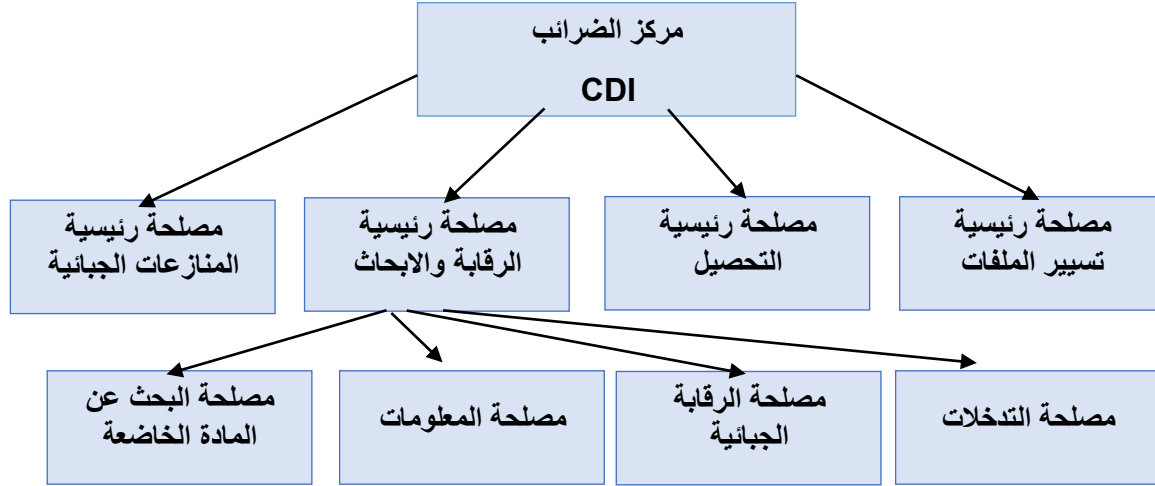 مركز الضرائب
CDI
مصلحة رئيسية
تسيير الملفات
مصلحة رئيسية
التحصيل
مصلحة رئيسية
الرقابة والابحاث
مصلحة رئيسية
المنازعات الجبائية
مصلحة التدخلات
مصلحة الرقابة
الجبائية
مصلحة المعلومات
مصلحة البحث عن
المادة الخاضعة